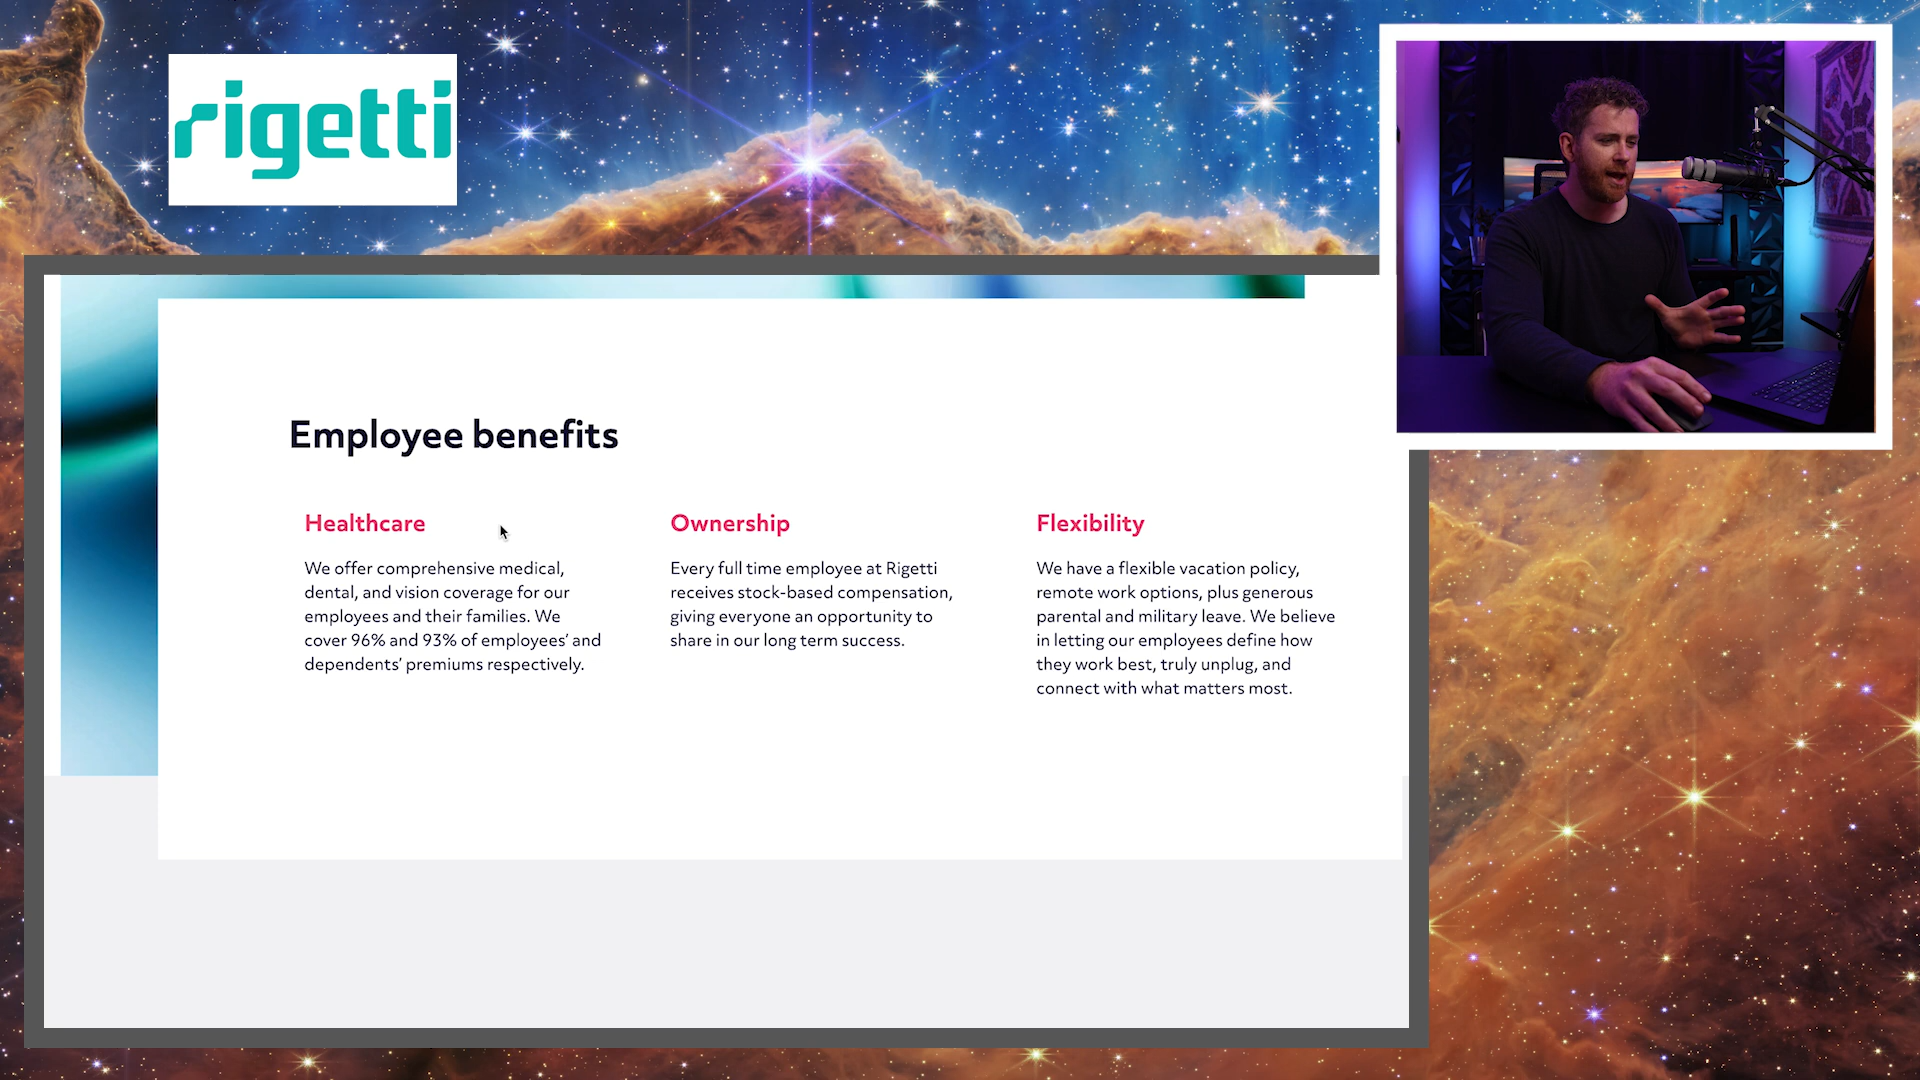 rigetti
Employee benefits
Healthcare
We offer comprehensive medical,
dental, and vision coverage for our
employees and their families. We
cover 96% and 93% of employees’ and
dependents’ premiums respectively.
Ownership
Every full time employee at Rigetti
receives stock-based compensation,
giving everyone an opportunity to
share in our long term success.
Flexibility
We have a flexible vacation policy,
remote work options, plus generous
parental and military leave. We believe
in letting our employees define how
they work best, truly unplug, and
connect with what matters most.